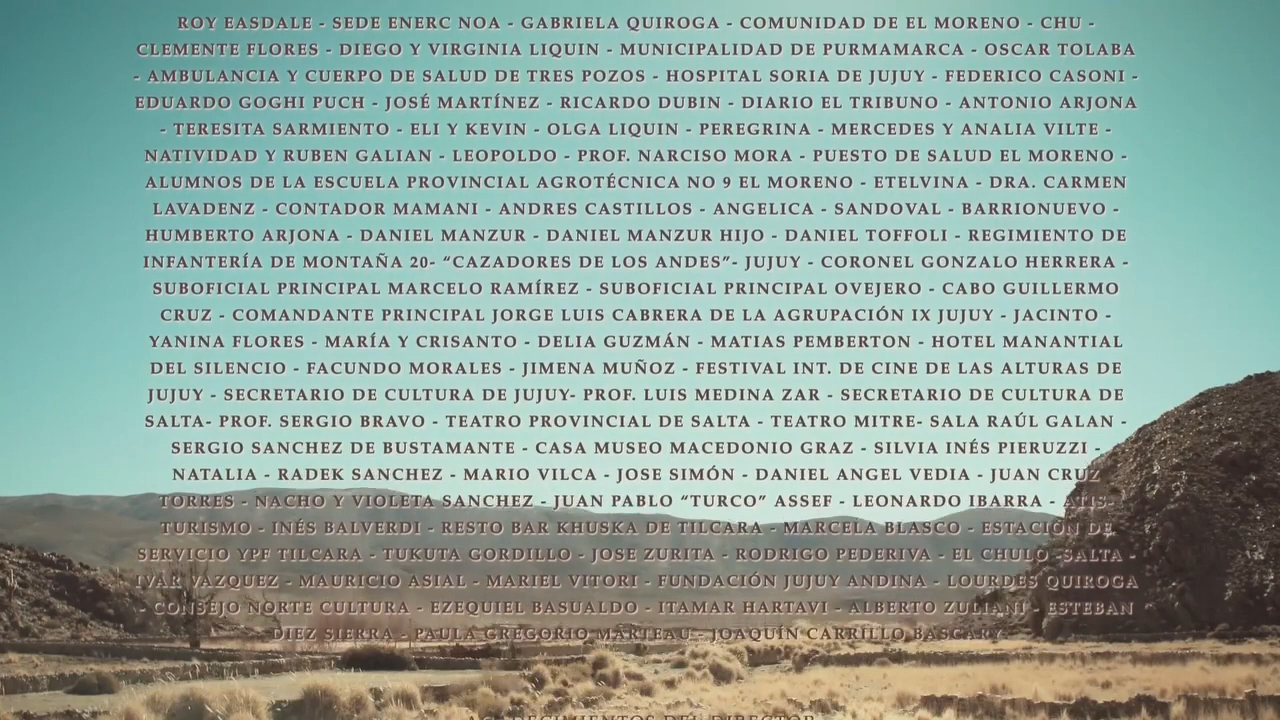 ROY EASDALE - SEDE ENERC NOA - GABRIELA QUIROGA - COMUNIDAD DE EL MORENO - CHU -
CLEMENTE FLORES - DIEGO Y VIRGINIA LIQUIN - MUNICIPALIDAD DE PURMAMARCA - OSCAR TOLABA
- AMBULANCIA Y CUERPO DE SALUD DE TRES POZOS - HOSPITAL SORIA DE JUJUY - FEDERICO CASONI -
EDUARDO GOGHI PUCH - JOSÉ MARTÍNEZ - RICARDO DUBIN - DIARIO EL TRIBUNO - ANTONIO ARJONA
- TERESITA SARMIENTO - ELI Y KEVIN - OLGA LIQUIN - PEREGRINA - MERCEDES Y ANALIA VILTE -
NATIVIDAD Y RUBEN GALIAN - LEOPOLDO - PROF. NARCISO MORA - PUESTO DE SALUD EL MORENO -
ALUMNOS DE LA ESCUELA PROVINCIAL AGROTÉCNICA NO 9 EL MORENO - ETELVINA - DRA. CARMEN
LAVADENZ - CONTADOR MAMANI - ANDRES CASTILLOS - ANGELICA - SANDOVAL - BARRIONUEVO -
HUMBERTO ARJONA - DANIEL MANZUR - DANIEL MANZUR HIJO - DANIEL TOFFOLI - REGIMIENTO DE
INFANTERÍA DE MONTAÑA 20- “CAZADORES DE LOS ANDES”- JUJUY - CORONEL GONZALO HERRERA -
SUBOFICIAL PRINCIPAL MARCELO RAMÍREZ - SUBOFICIAL PRINCIPAL OVEJERO - CABO GUILLERMO
CRUZ - COMANDANTE PRINCIPAL JORGE LUIS CABRERA DE LA AGRUPACIÓN IX JUJUY - JACINTO -
YANINA FLORES - MARÍA Y CRISANTO - DELIA GUZMÁN - MATIAS PEMBERTON - HOTEL MANANTIAL
DEL SILENCIO - FACUNDO MORALES - JIMENA MUÑOZ - FESTIVAL INT. DE CINE DE LAS ALTURAS DE
JUJUY - SECRETARIO DE CULTURA DE JUJUY- PROF. LUIS MEDINA ZAR - SECRETARIO DE CULTURA DE
SALTA- PROF. SERGIO BRAVO - TEATRO PROVINCIAL DE SALTA - TEATRO MITRE- SALA RAÚL GALAN -
SERGIO SANCHEZ DE BUSTAMANTE - CASA MUSEO MACEDONIO GRAZ - SILVIA INÉS PIERUZZI -
NATALIA - RADEK SANCHEZ - MARIO VILCA - JOSE SIMÓN - DANIEL ANGEL VEDIA - JUAN CRUZ
TORRES - NACHO Y VIOLETA SANCHEZ - JUAN PABLO “TURCO” ASSEF - LEONARDO IBARRA - ATIS-
TURISMO - INÉS BALVERDI - RESTO BAR KHUSKA DE TILCARA - MARCELA BLASCO - ESTACIÓN DE
SERVICIO YPF TILCARA - TUKUTA GORDILLO - JOSE ZURITA - RODRIGO PEDERIVA - EL CHULO -SALTA -
IVAR VAZQUEZ - MAURICIO ASIAL - MARIEL VITORI - FUNDACIÓN JUJUY ANDINA - LOURDES QUIROGA
- CONSEJO NORTE CULTURA - EZEQUIEL BASUALDO - ITAMAR HARTAVI - ALBERTO ZULIANI - ESTEBAN
DIEZ SIERRA - PAULA GREGORIO MARTEAU - JOAQUÍN CARRILLO BASCARY
AGRADECIMIENTOS DEL DIRECTOR